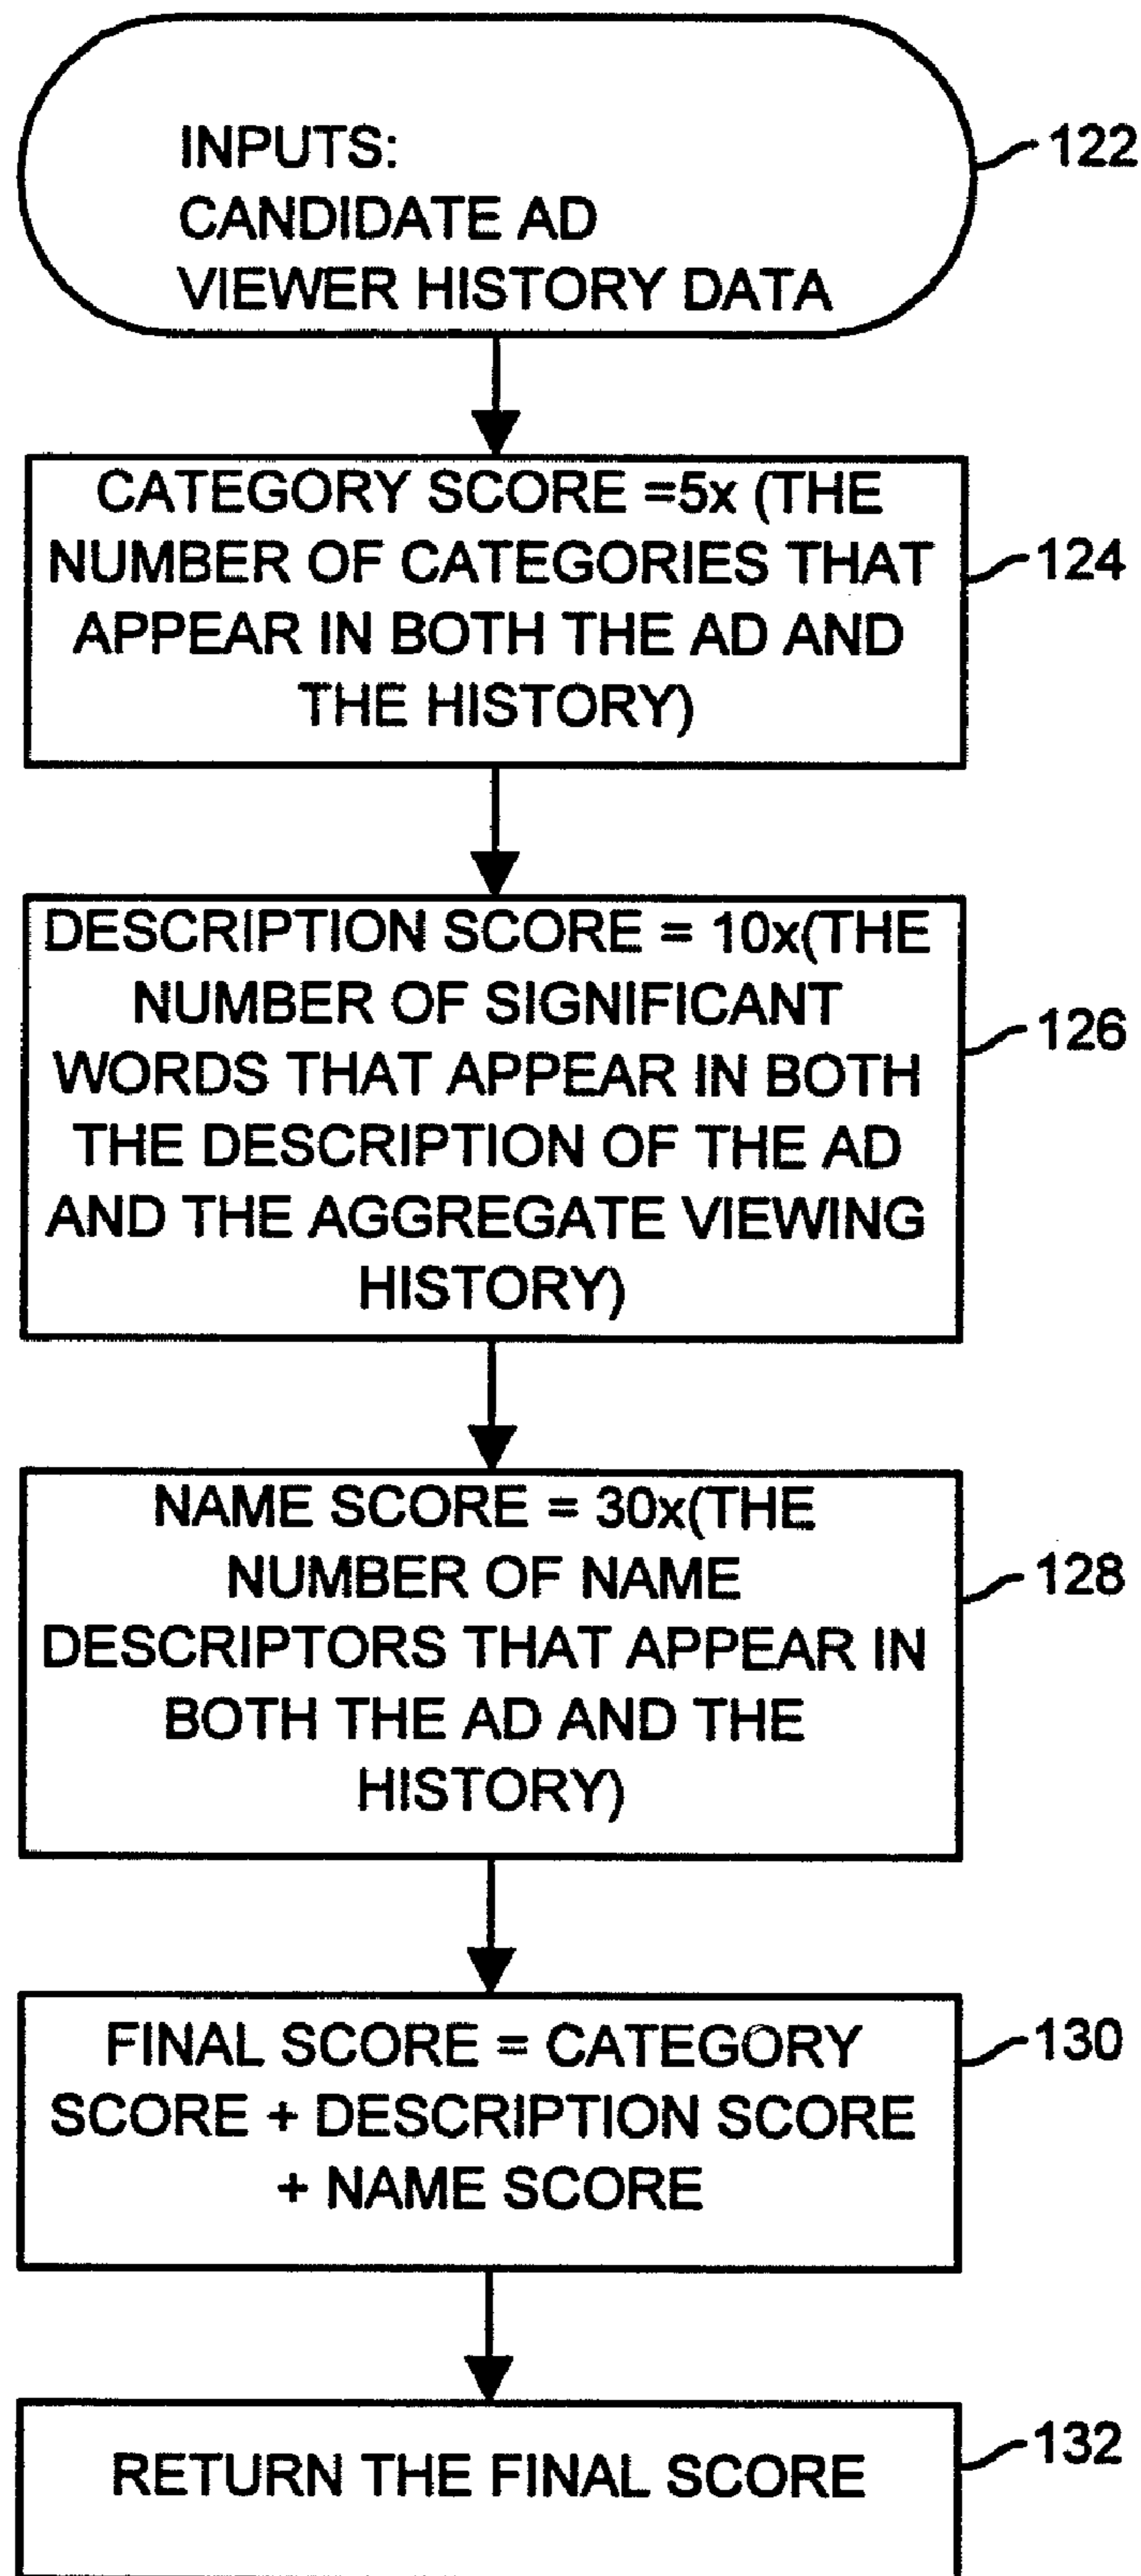 INPUTS:
CANDIDATE AD
VIEWER HISTORY DATA
122
CATEGORY SCORE =5x (THE
NUMBER OF CATEGORIES THAT
APPEAR IN BOTH THE AD AND
THE HISTORY)
124
DESCRIPTION SCORE = 10x(THE
NUMBER OF SIGNIFICANT
WORDS THAT APPEAR IN BOTH
THE DESCRIPTION OF THE AD
AND THE AGGREGATE VIEWING
HISTORY)
126
NAME SCORE = 30x(THE
NUMBER OF NAME
DESCRIPTORS THAT APPEAR IN
BOTH THE AD AND THE
HISTORY)
128
FINAL SCORE = CATEGORY
SCORE + DESCRIPTION SCORE
+ NAME SCORE
130
RETURN THE FINAL SCORE
132